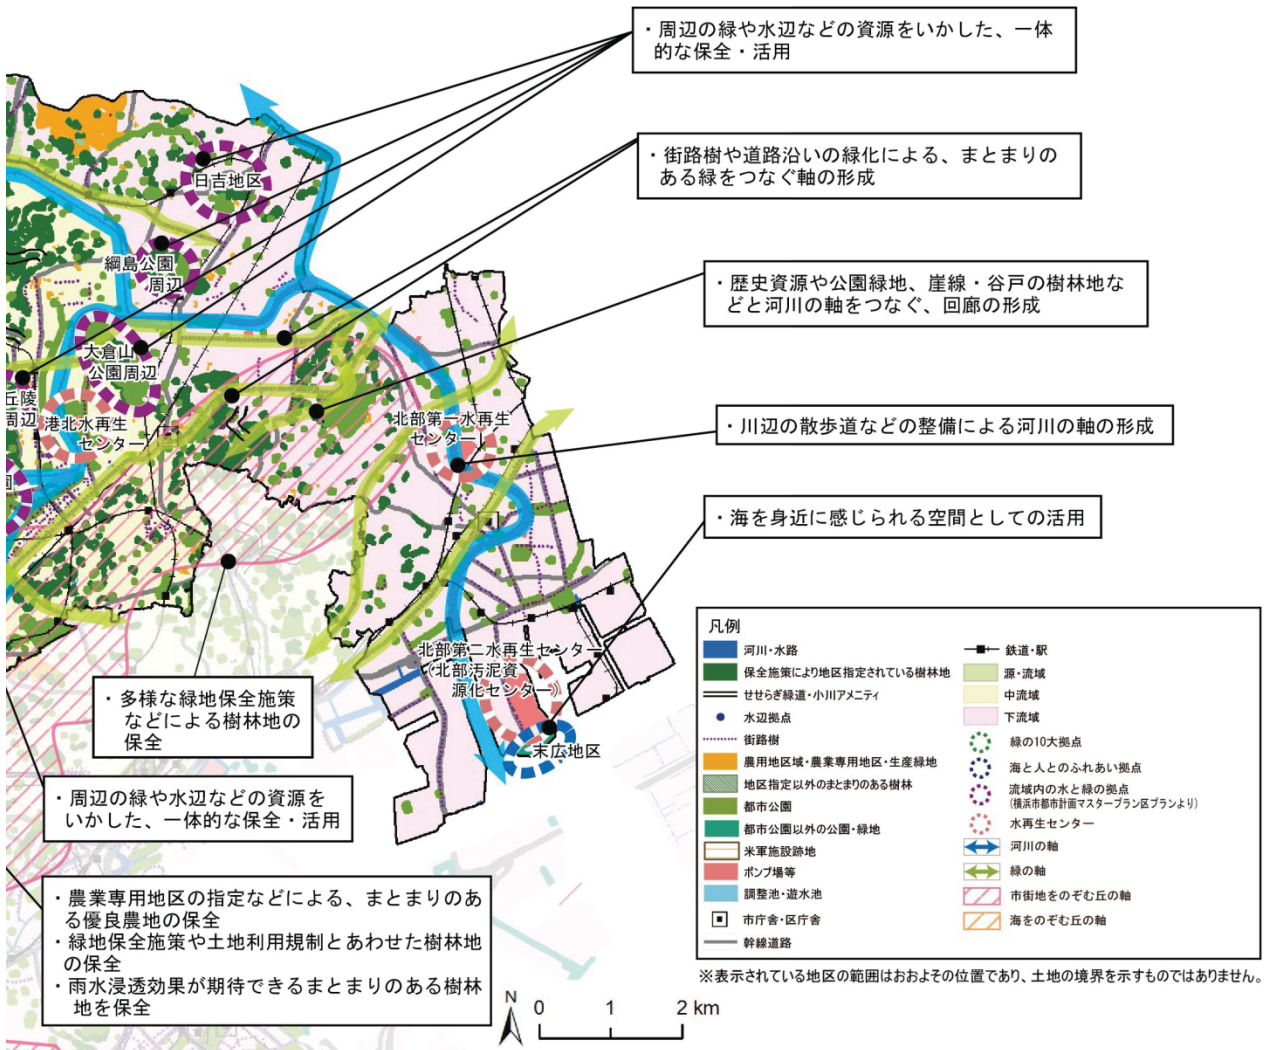 ・周辺の緑や水辺などの資源をいかした、一体
的な保全・活用
・街路樹や道路沿いの緑化による、まとまりの
ある緑をつなぐ軸の形成
・歴史資源や公園緑地、崖線・谷戸の樹林地な
どと河川の軸をつなぐ、回廊の形成
・川辺の散歩道などの整備による河川の軸の形成
・海を身近に感じられる空間としての活用
日吉地区
綱島公園
周辺
大倉山
公園周辺
丘陵
周辺
港北水再生
センター
園
北部第一水再生
センター
北部第二水再生センター
(北部汚泥資
源化センター)
末広地区
・多様な緑地保全施策
などによる樹林地の
保全
・周辺の緑や水辺などの資源を
いかした、一体的な保全・活用
・農業専用地区の指定などによる、まとまりのあ
る優良農地の保全
・緑地保全施策や土地利用規制とあわせた樹林地
の保全
・雨水浸透効果が期待できるまとまりのある樹林
地を保全
凡例
河川・水路
保全施策により地区指定されている樹林地
せせらぎ緑道・小川アメニティ
水辺拠点
街路樹
農用地区域・農業専用地区・生産緑地
地区指定以外のまとまりのある樹林
都市公園
都市公園以外の公園・緑地
米軍施設跡地
ポンプ場等
調整池・遊水池
市庁舎・区庁舎
幹線道路
鉄道・駅
源・流域
中流域
下流域
緑の10大拠点
海と人とのふれあい拠点
流域内の水と緑の拠点
(横浜市都市計画マスタープラン区プランより)
水再生センター
河川の軸
緑の軸
市街地をのぞむ丘の軸
海をのぞむ丘の軸
※表示されている地区の範囲はおおよその位置であり、土地の境界を示すものではありません。
N
0 1 2 km